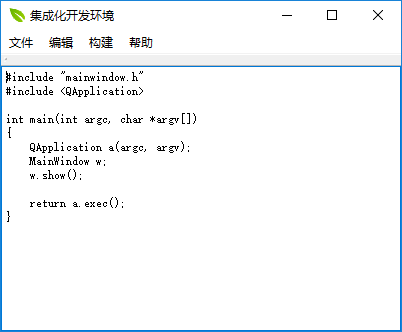 集成化开发环境
文件 编辑 构建 帮助
#include "mainwindow.h"
#include <QApplication>
int main(int argc, char *argv[])
{
    QApplication a(argc, argv);
    MainWindow w;
    w.show();
    return a.exec();
}